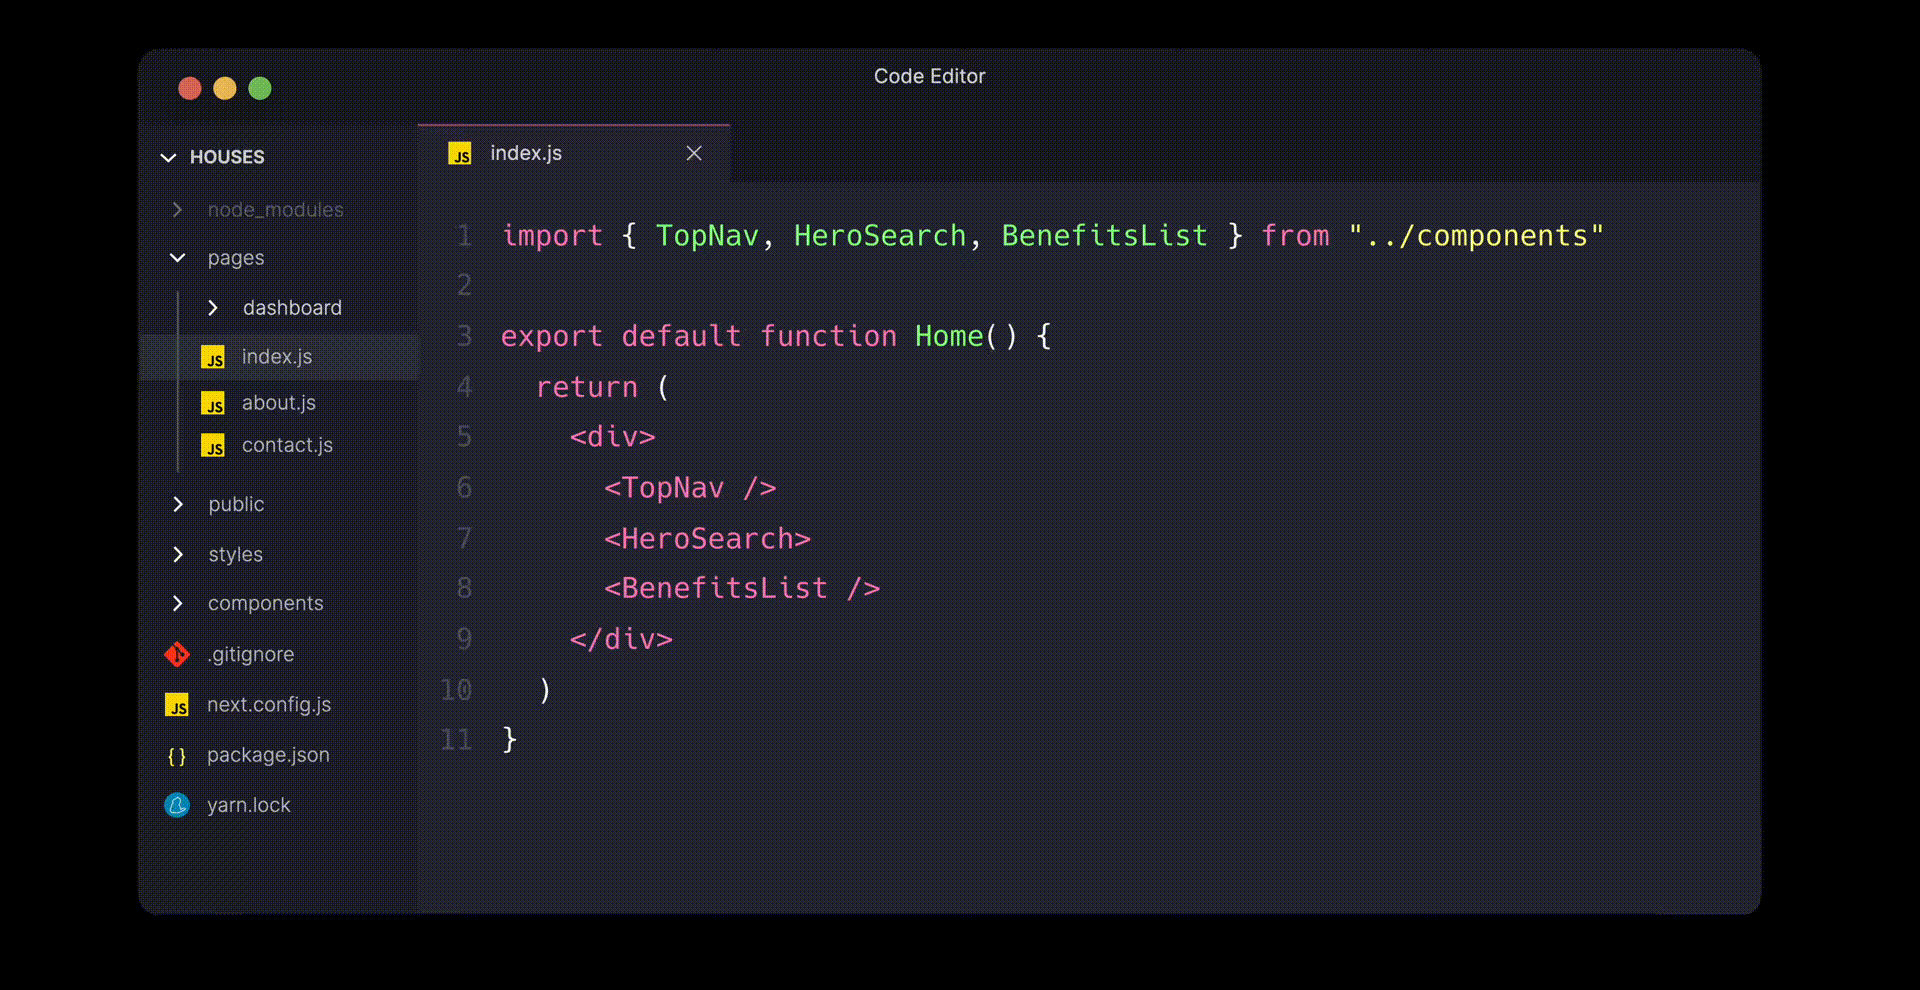 Code Editor
HOUSES
node_modules
pages
dashboard
JS index.js
JS about.js
JS contact.js
public
styles
components
.gitignore
JS next.config.js
{} package.json
yarn.lock
JS index.js
1 import { TopNav, HeroSearch, BenefitsList } from "../components"
2
3 export default function Home() {
4   return (
5     <div>
6       <TopNav />
7       <HeroSearch>
8       <BenefitsList />
9     </div>
10   )
11 }